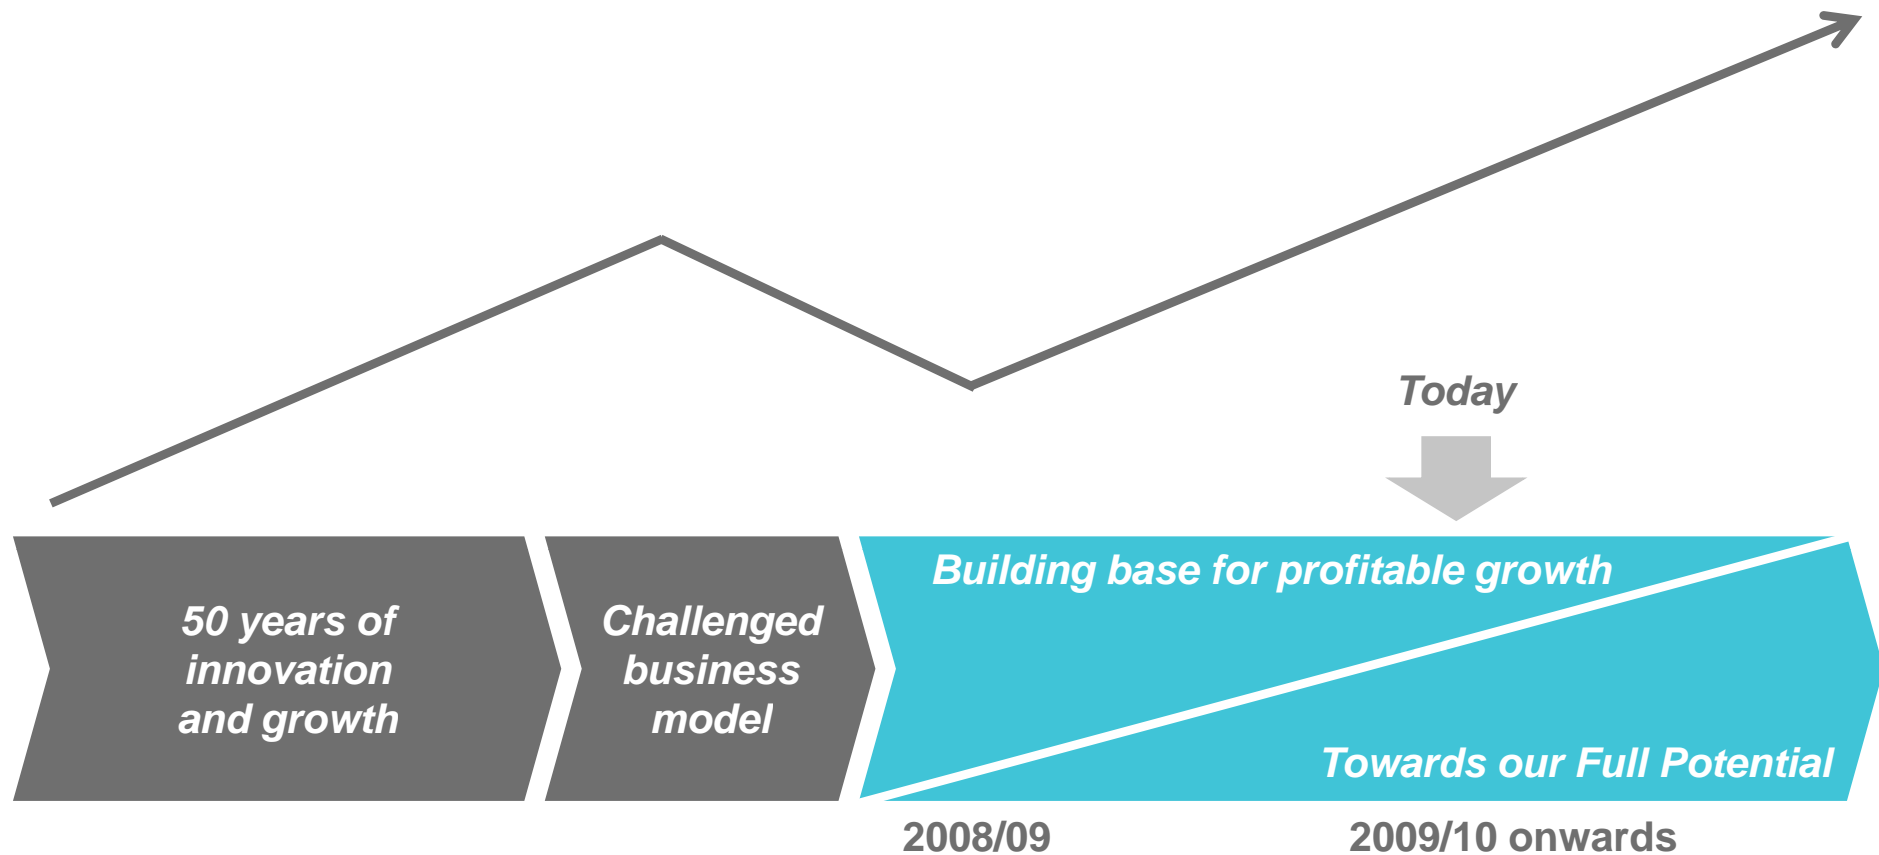 Today
Building base for profitable growth
50 years of
innovation
and growth
Challenged
business
model
Towards our Full Potential
2008/09
2009/10 onwards